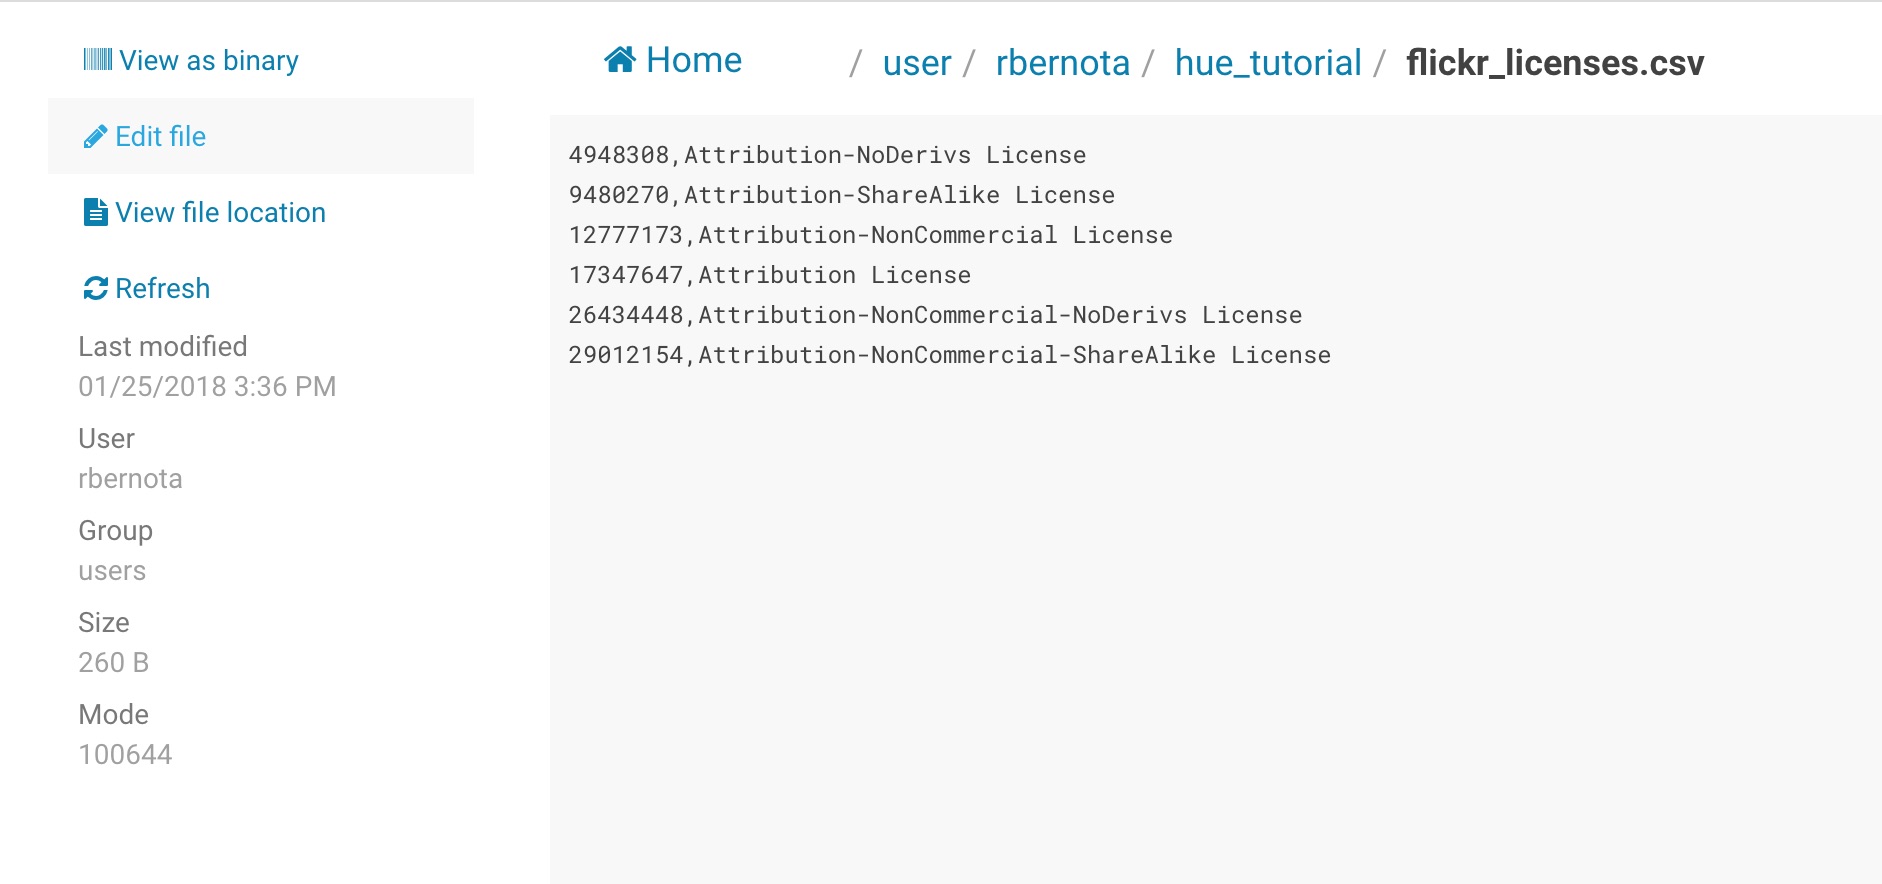 View as binary
Edit file
View file location
Refresh
Last modified
01/25/2018 3:36 PM
User
rbernota
Group
users
Size
260 B
Mode
100644
Home / user / rbernota / hue_tutorial / flickr_licenses.csv
4948308,Attribution-NoDerivs License
9480270,Attribution-ShareAlike License
12777173,Attribution-NonCommercial License
17347647,Attribution License
26434448,Attribution-NonCommercial-NoDerivs License
29012154,Attribution-NonCommercial-ShareAlike License